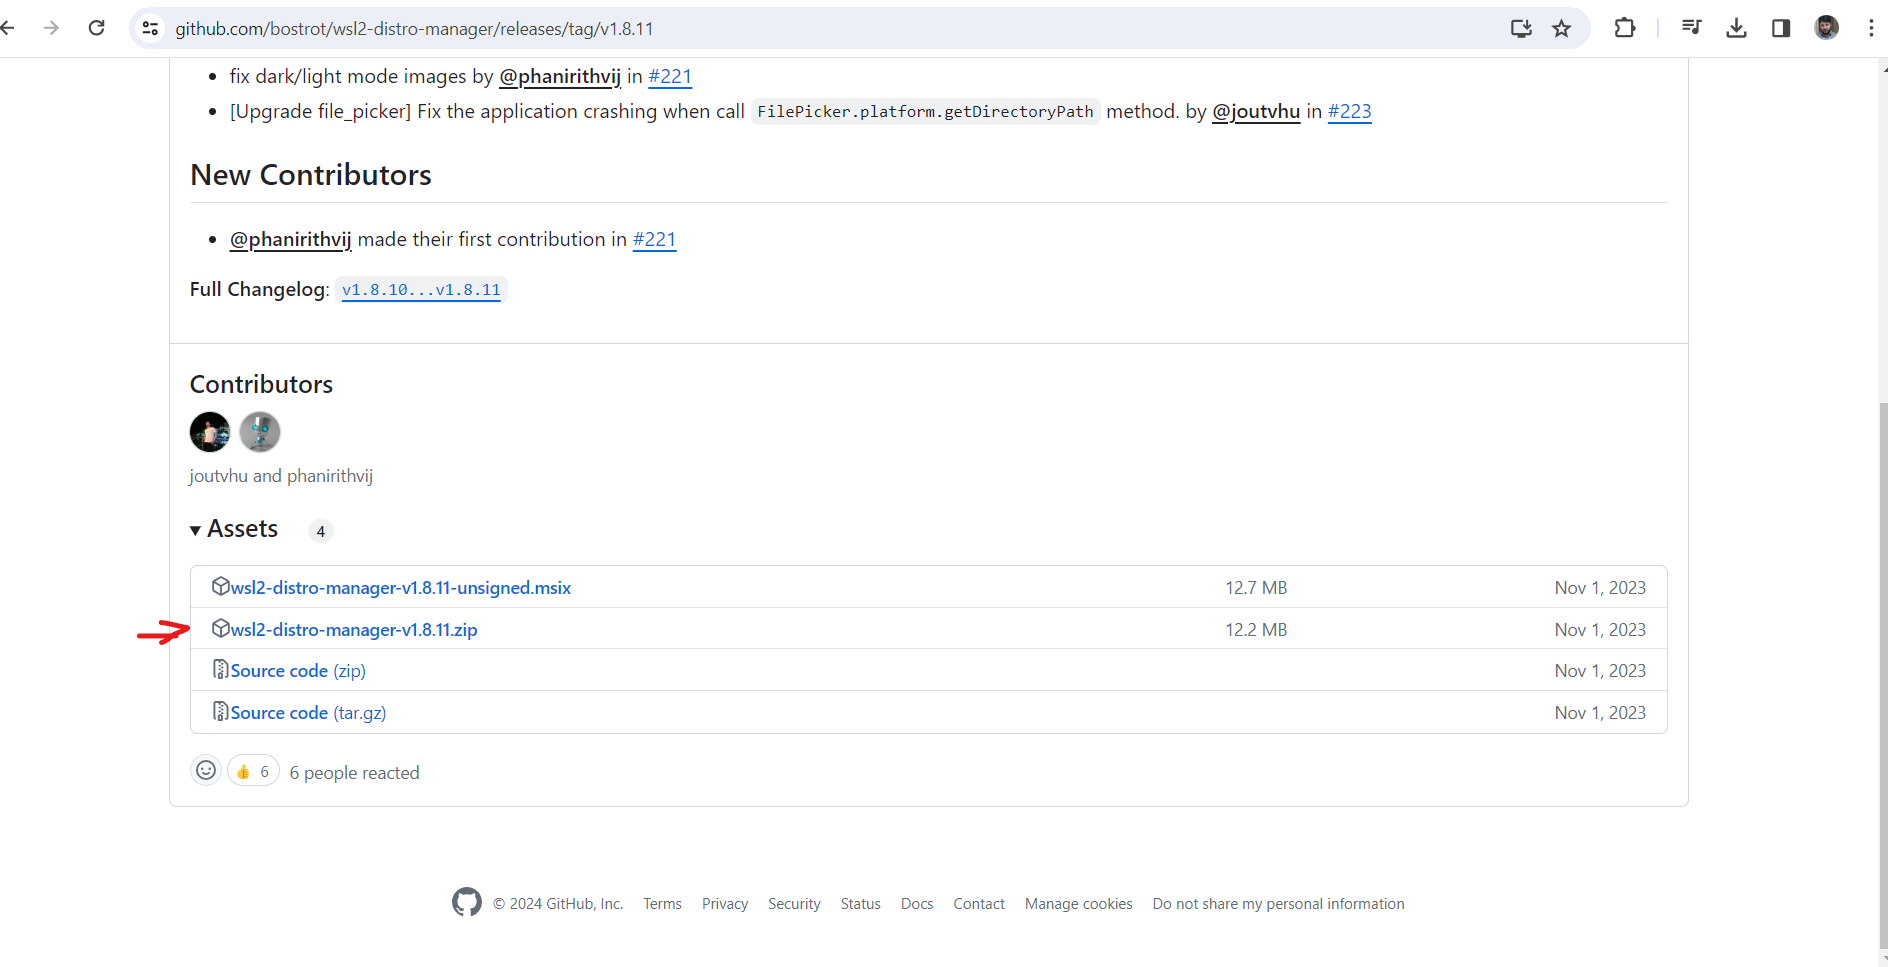 github.com/bostrot/wsl2-distro-manager/releases/tag/v1.8.11
fix dark/light mode images by @phanirithvij in #221
[Upgrade file_picker] Fix the application crashing when call FilePicker.platform.getDirectoryPath method. by @joutvhu in #223
New Contributors
@phanirithvij made their first contribution in #221
Full Changelog: v1.8.10...v1.8.11
Contributors
joutvhu and phanirithvij
Assets 4
wsl2-distro-manager-v1.8.11-unsigned.msix 12.7 MB Nov 1, 2023
wsl2-distro-manager-v1.8.11.zip 12.2 MB Nov 1, 2023
Source code (zip) Nov 1, 2023
Source code (tar.gz) Nov 1, 2023
👍 6 6 people reacted
© 2024 GitHub, Inc. Terms Privacy Security Status Docs Contact Manage cookies Do not share my personal information